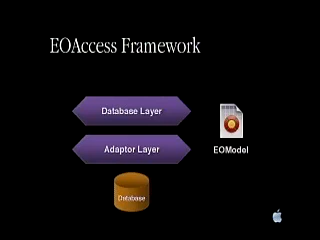 EOAccess Framework
Database Layer
Adaptor Layer
EOModel
Database